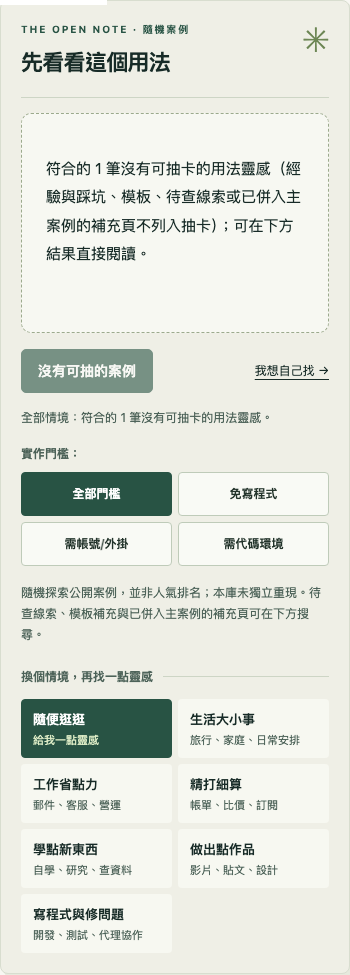 THE OPEN NOTE · 隨機案例
先看看這個用法
符合的 1 筆沒有可抽卡的用法靈感（經
驗與踩坑、模板、待查線索或已併入主
案例的補充頁不列入抽卡）；可在下方
結果直接閱讀。
沒有可抽的案例
我想自己找 →
全部情境：符合的 1 筆沒有可抽卡的用法靈感。
實作門檻：
全部門檻
免寫程式
需帳號/外掛
需代碼環境
隨機探索公開案例，並非人氣排名；本庫未獨立重現。待
查線索、模板補充與已併入主案例的補充頁可在下方搜
尋。
換個情境，再找一點靈感
隨便逛逛
給我一點靈感
生活大小事
旅行、家庭、日常安排
工作省點力
郵件、客服、營運
精打細算
帳單、比價、訂閱
學點新東西
自學、研究、查資料
做出點作品
影片、貼文、設計
寫程式與修問題
開發、測試、代理協作